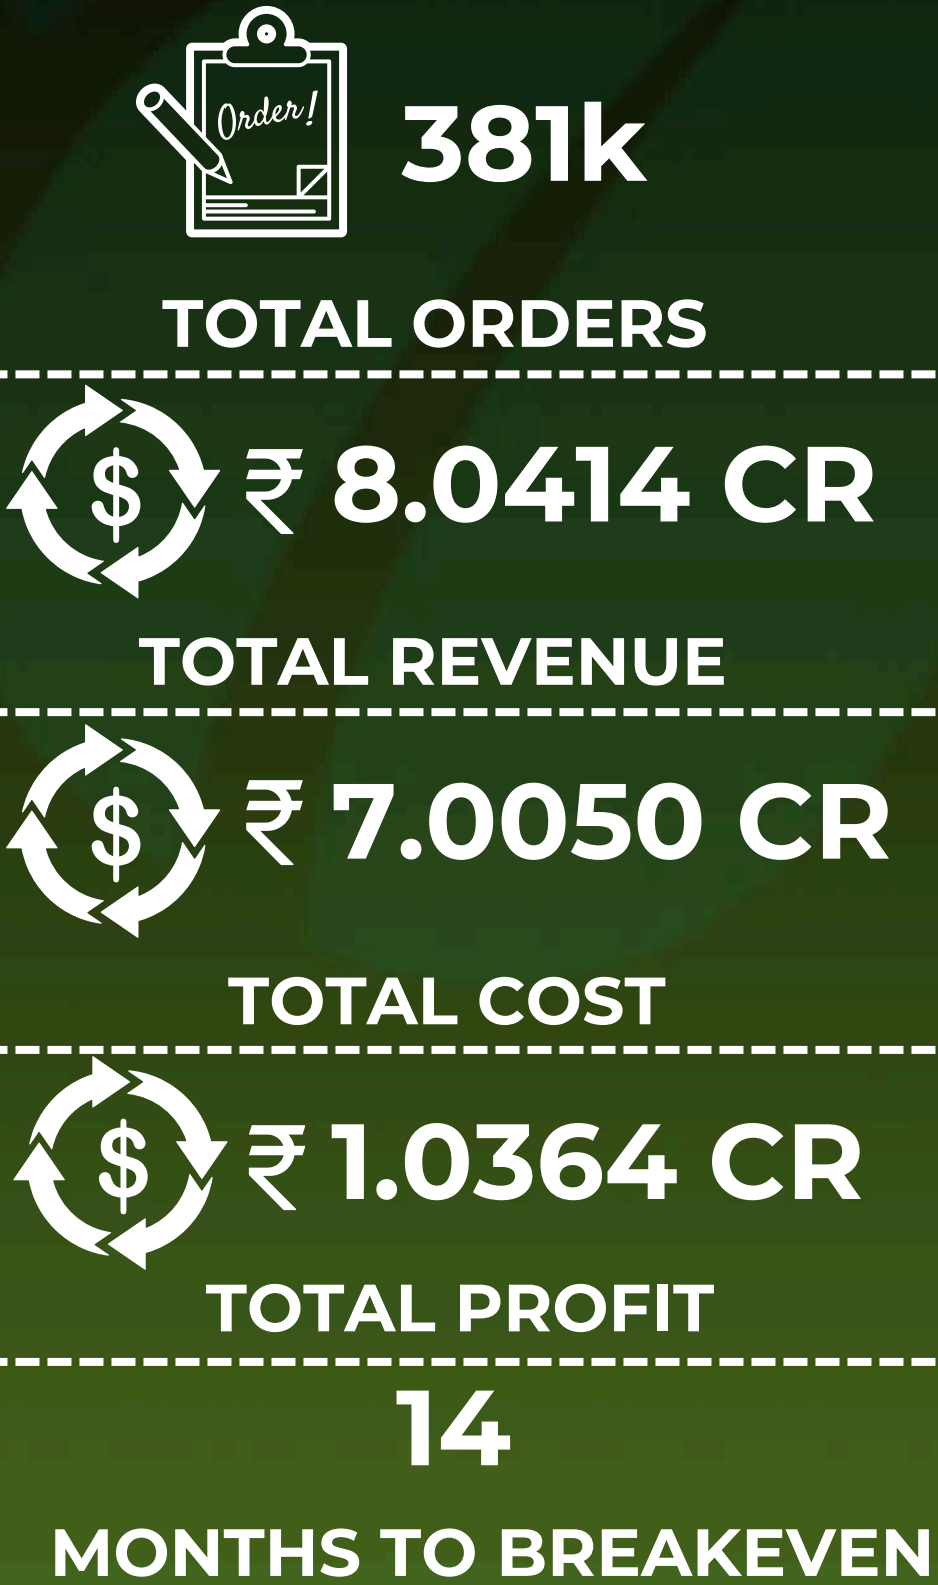 Order!
381k
TOTAL ORDERS
$ ₹ 8.0414 CR
TOTAL REVENUE
$ ₹ 7.0050 CR
TOTAL COST
$ ₹ 1.0364 CR
TOTAL PROFIT
14
MONTHS TO BREAKEVEN